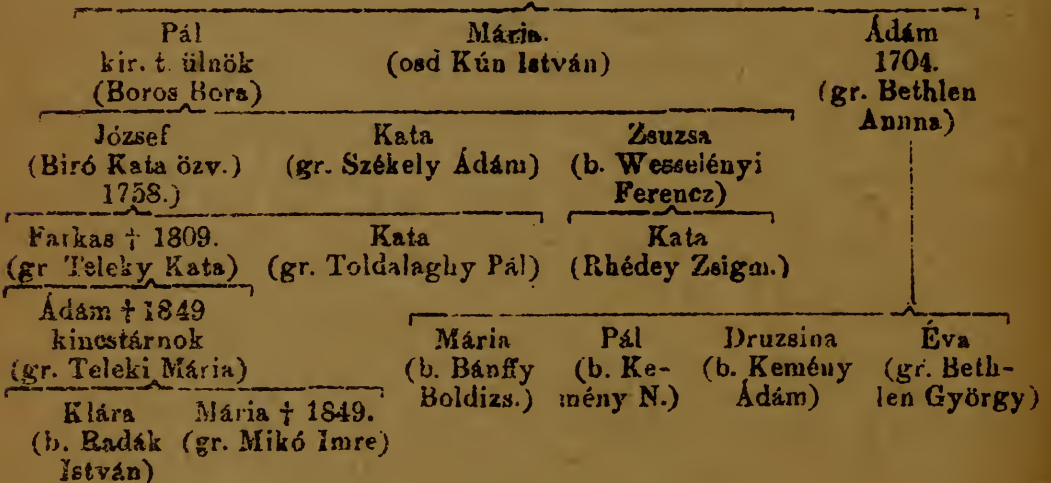 Pál Mária. Ádám
kir. t. ülnök (osd Kún István) 1704.
(Boros Bora) (gr. Bethlen
Annna)
József Kata Zsuzsa
(Biró Kata özv.) (gr. Székely Ádám) (b. Wesselényi
1758.) Ferencz)
Farkas † 1809. Kata Kata
(gr Teleky Kata) (gr. Toldalaghy Pál) (Rhédey Zsigm.)
Ádám † 1849
kincstárnok Mária Pál Druzsina Éva
(gr. Teleki Mária) (b. Bánffy (b. Ke- (b. Kemény (gr. Beth-
Boldizs.) mény N.) Ádám) len György)
Klára Mária † 1849.
(b. Radák (gr. Mikó Imre)
István)